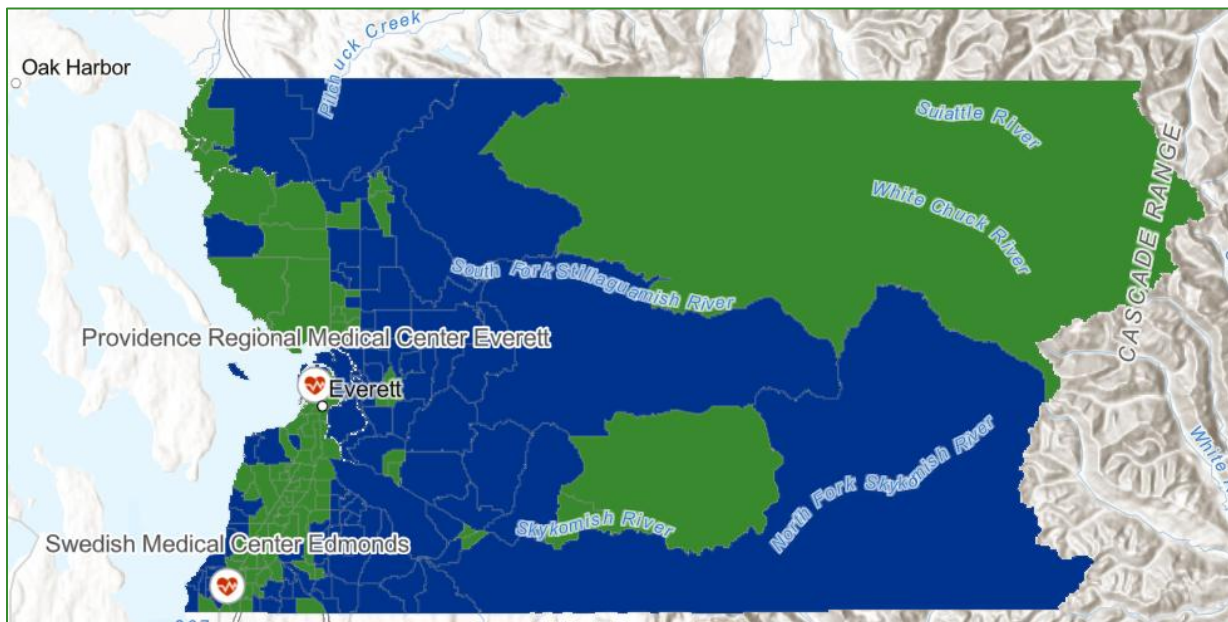 Pilchuck Creek
Oak Harbor
Suiattle River
White Chuck River
CASCADE RANGE
South Fork Stillaguamish River
Providence Regional Medical Center Everett
Everett
North Fork Skykomish River
Skykomish River
Swedish Medical Center Edmonds